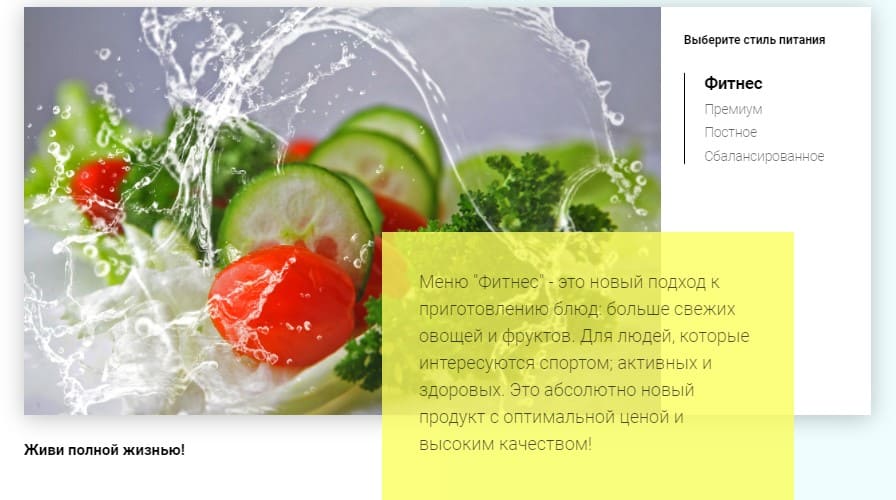 Выберите стиль питания
Фитнес
Премиум
Постное
Сбалансированное
Меню "Фитнес" - это новый подход к
приготовлению блюд: больше свежих
овощей и фруктов. Для людей, которые
интересуются спортом; активных и
здоровых. Это абсолютно новый
продукт с оптимальной ценой и
высоким качеством!
Живи полной жизнью!